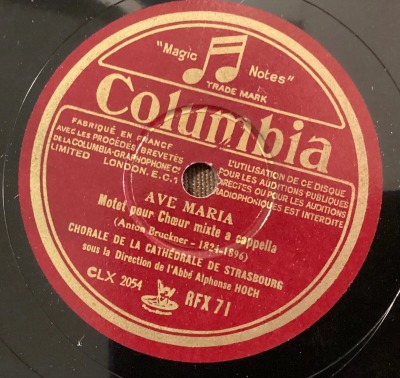 "Magic Notes"
TRADE MARK
Columbia
FABRIQUÉ EN FRANCE
AVEC LES PROCÉDÉS BREVETÉS
DE LA COLUMBIA-GRAPHOPHONE Co
LIMITED LONDON. E.C.1
L'UTILISATION DE CE DISQUE
POUR LES AUDITIONS PUBLIQUES
DIRECTES OU POUR LES AUDITIONS
RADIOPHONIQUES EST INTERDITE
AVE MARIA
Motet pour Chœur mixte a cappella
(Anton Bruckner - 1824-1896)
CHORALE DE LA CATHÉDRALE DE STRASBOURG
sous la Direction de l'Abbé Alphonse HOCH
CLX 2054 RFX 71